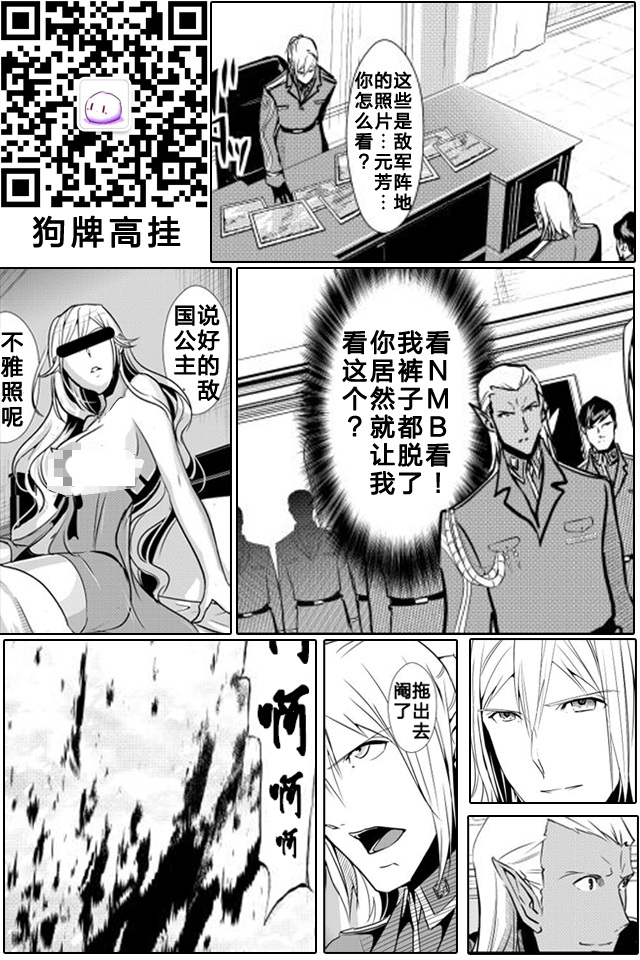 狗牌高挂
这些是敌军阵地
的照片…元芳…
你怎么看？
看NMB看！
我裤子都脱了
你居然就让我
看这个？
说好的敌
国公主
不雅照呢
拖出去
阉了
啊
啊
啊
啊